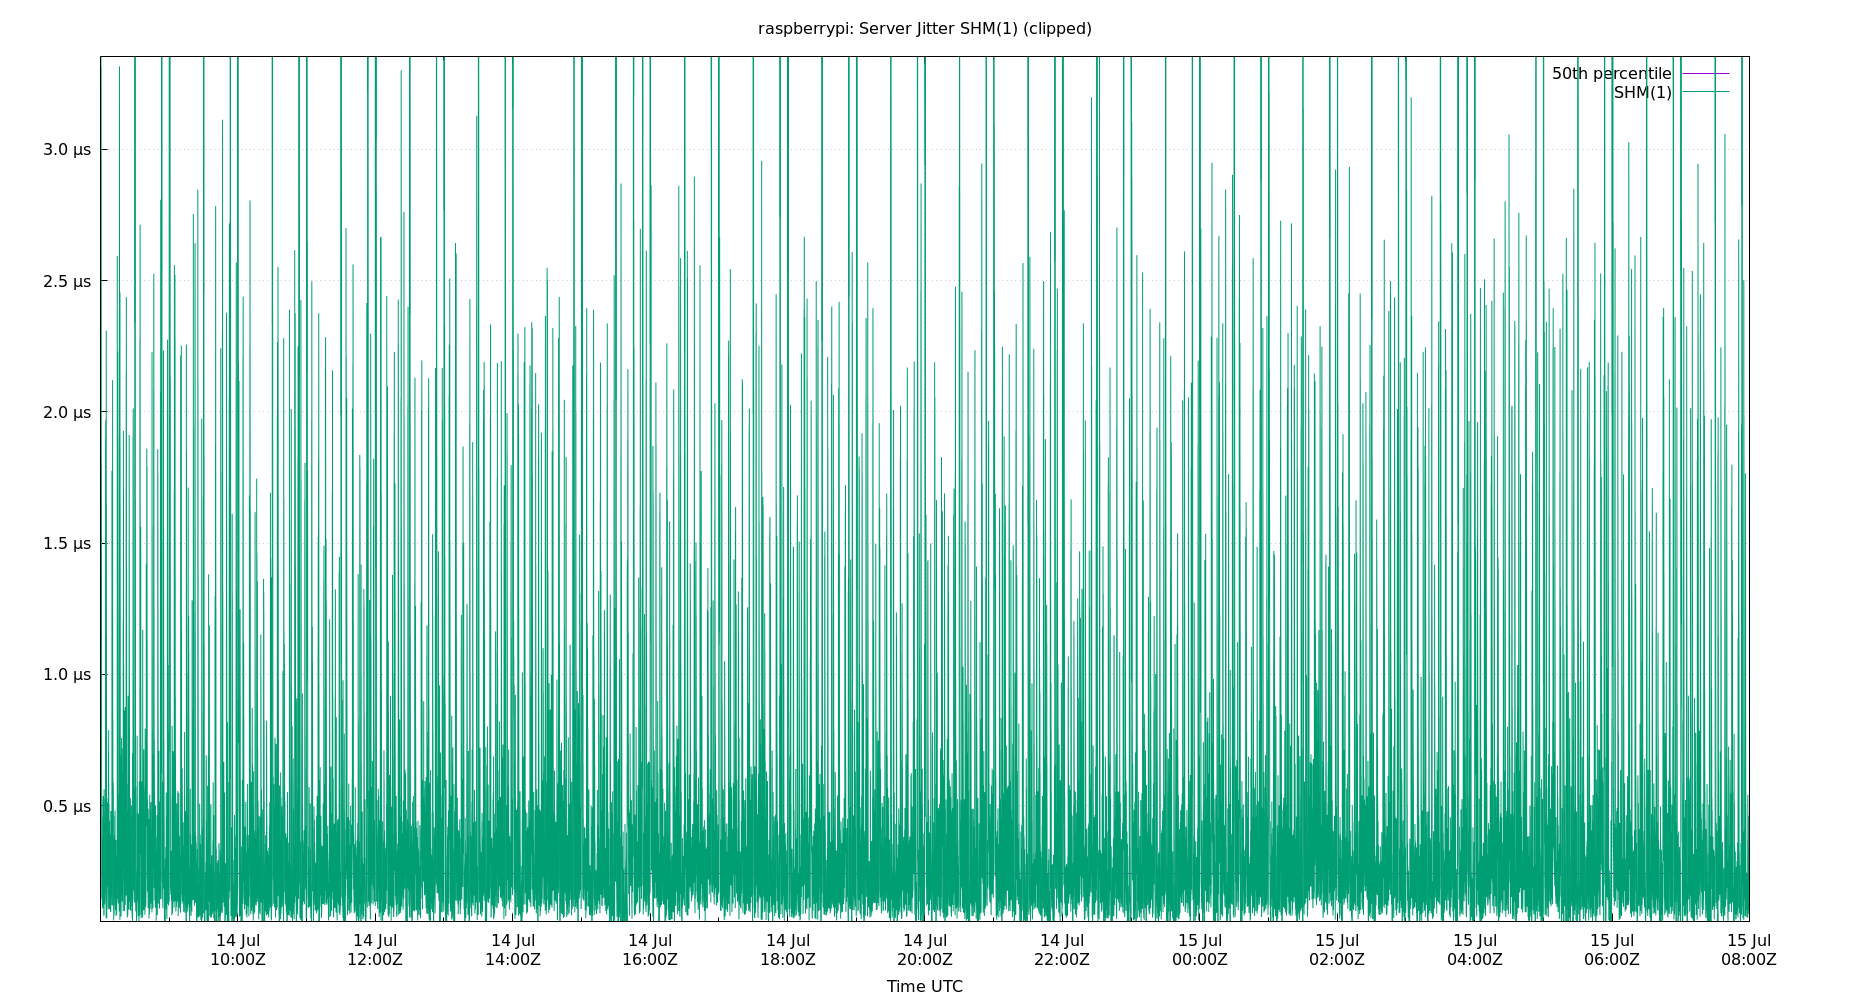 raspberrypi: Server Jitter SHM(1) (clipped)
50th percentile
SHM(1)
3.0 µs
2.5 µs
2.0 µs
1.5 µs
1.0 µs
0.5 µs
14 Jul 14 Jul 14 Jul 14 Jul 14 Jul 14 Jul 14 Jul 15 Jul 15 Jul 15 Jul 15 Jul 15 Jul
10:00Z 12:00Z 14:00Z 16:00Z 18:00Z 20:00Z 22:00Z 00:00Z 02:00Z 04:00Z 06:00Z 08:00Z
Time UTC